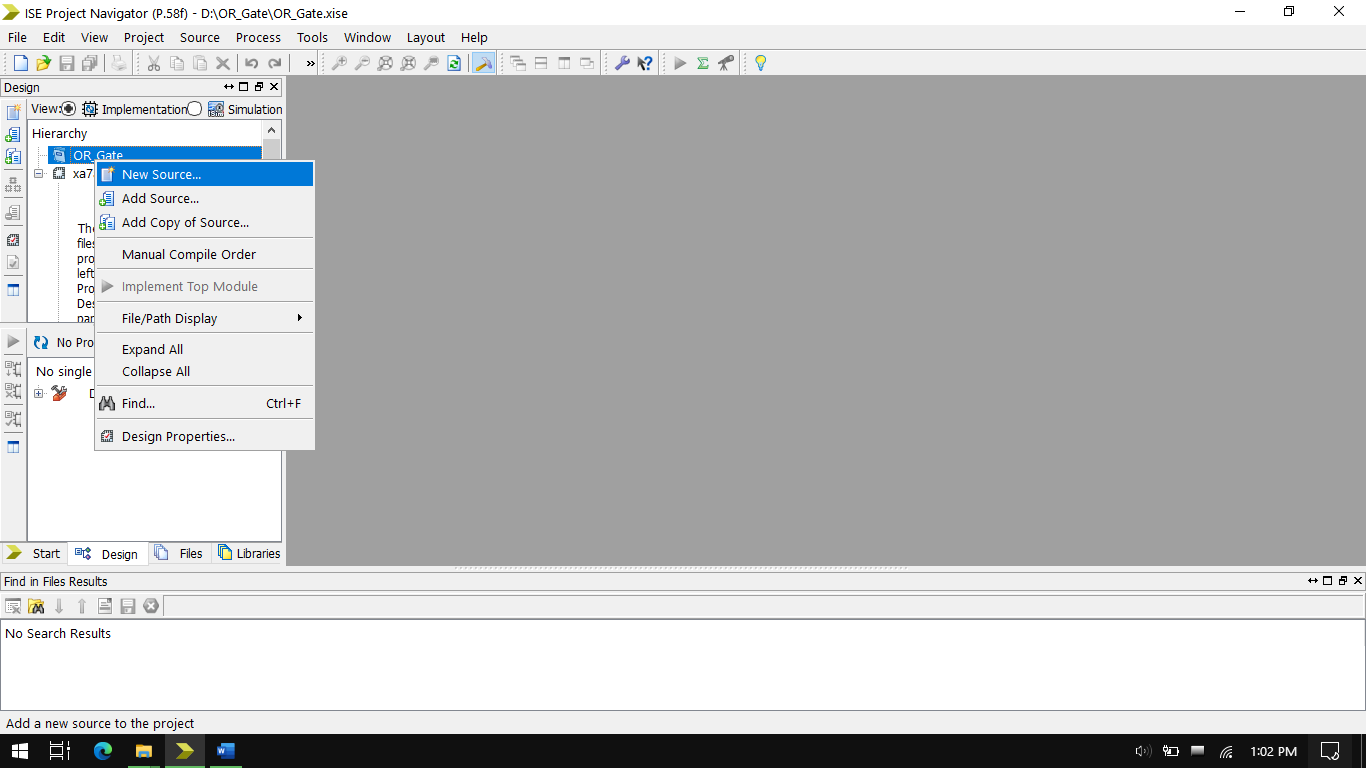 ISE Project Navigator (P.58f) - D:\OR_Gate\OR_Gate.xise
File Edit View Project Source Process Tools Window Layout Help
»
Design
View: Implementation Simulation
Hierarchy
OR_Gate
xa7
New Source...
Add Source...
Add Copy of Source...
Manual Compile Order
Implement Top Module
File/Path Display
Expand All
Collapse All
Find... Ctrl+F
Design Properties...
The
files
pro
left
Pro
Des
pan
No Pro
No single
D
Start Design Files Libraries
Find in Files Results
No Search Results
Add a new source to the project
1:02 PM